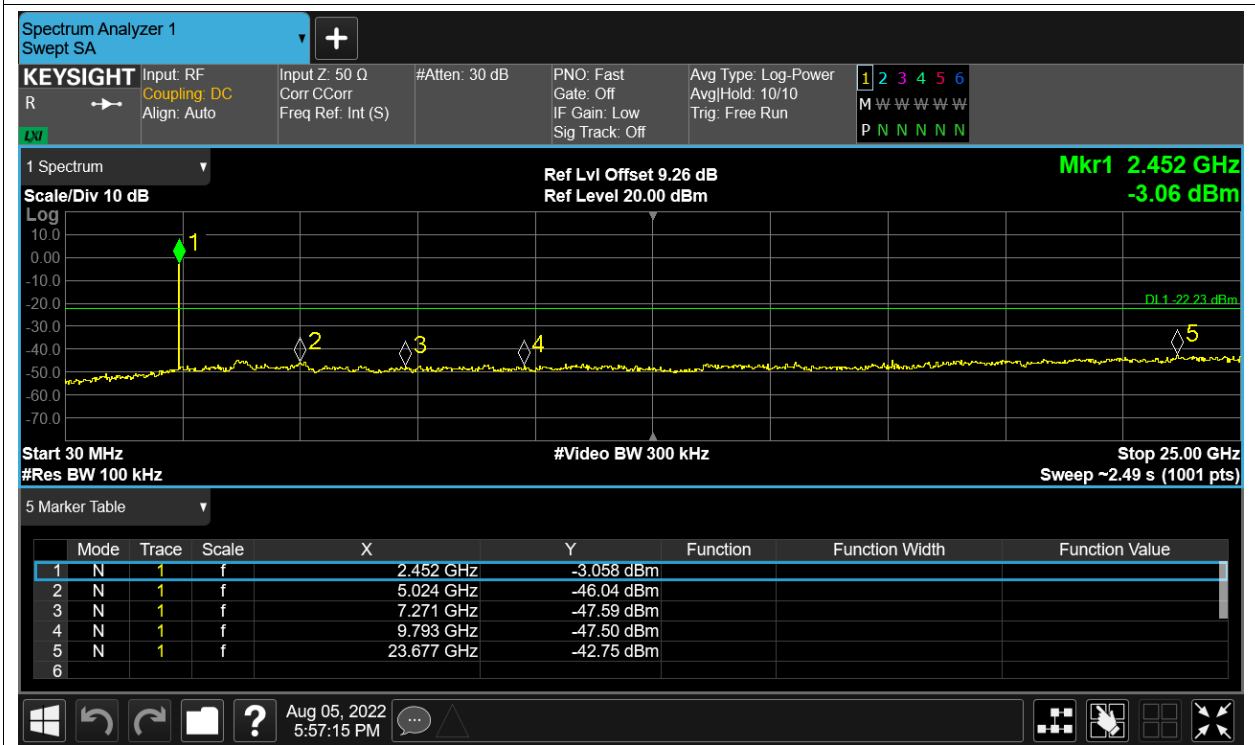 Spectrum Analyzer 1
Swept SA
KEYSIGHT
R
LXI
Input: RF
Coupling: DC
Align: Auto
Input Z: 50 Ω
Corr CCorr
Freq Ref: Int (S)
#Atten: 30 dB
PNO: Fast
Gate: Off
IF Gain: Low
Sig Track: Off
Avg Type: Log-Power
Avg|Hold: 10/10
Trig: Free Run
1 2 3 4 5 6
M W W W W W W
P N N N N N N
1 Spectrum
Scale/Div 10 dB
Ref Lvl Offset 9.26 dB
Ref Level 20.00 dBm
Mkr1 2.452 GHz
-3.06 dBm
Log
10.0
0.00
-10.0
-20.0
-30.0
-40.0
-50.0
-60.0
-70.0
1
2
3
4
5
DL1 -22.23 dBm
Start 30 MHz
#Video BW 300 kHz
Stop 25.00 GHz
#Res BW 100 kHz
Sweep ~2.49 s (1001 pts)
5 Marker Table
Mode Trace Scale X Y Function Function Width Function Value
1 N 1 f 2.452 GHz -3.058 dBm
2 N 1 f 5.024 GHz -46.04 dBm
3 N 1 f 7.271 GHz -47.59 dBm
4 N 1 f 9.793 GHz -47.50 dBm
5 N 1 f 23.677 GHz -42.75 dBm
6
?
Aug 05, 2022
5:57:15 PM